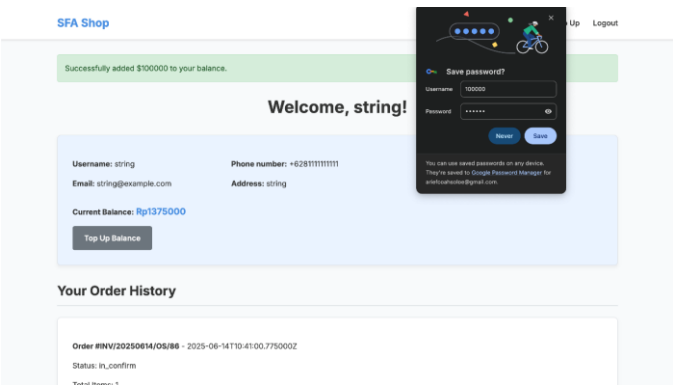 SFA Shop
Up Logout
Successfully added $100000 to your balance.
Save password?
Username 100000
Password ••••••
Never Save
You can use saved passwords on any device.
They're saved to Google Password Manager for
Welcome, string!
Username: string Phone number: +6281111111111
Email: string@example.com Address: string
Current Balance: Rp1375000
Top Up Balance
Your Order History
Order #INV/20250614/OS/86 - 2025-06-14T10:41:00.775000Z
Status: in_confirm
Total Items: 1